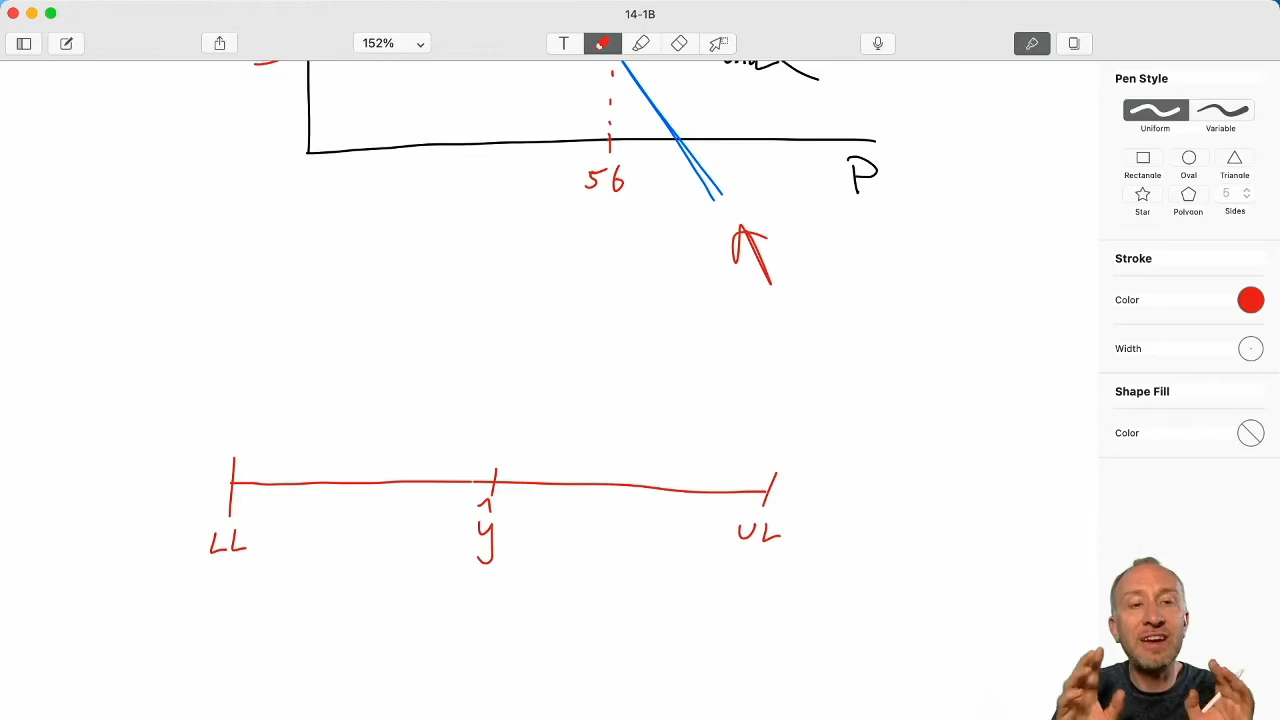 14-1B
152%
T
Pen Style
Uniform
Variable
Rectangle
Oval
Triangle
Star
Polygon
5
Sides
Stroke
Color
Width
Shape Fill
Color
56
P
LL
ŷ
UL